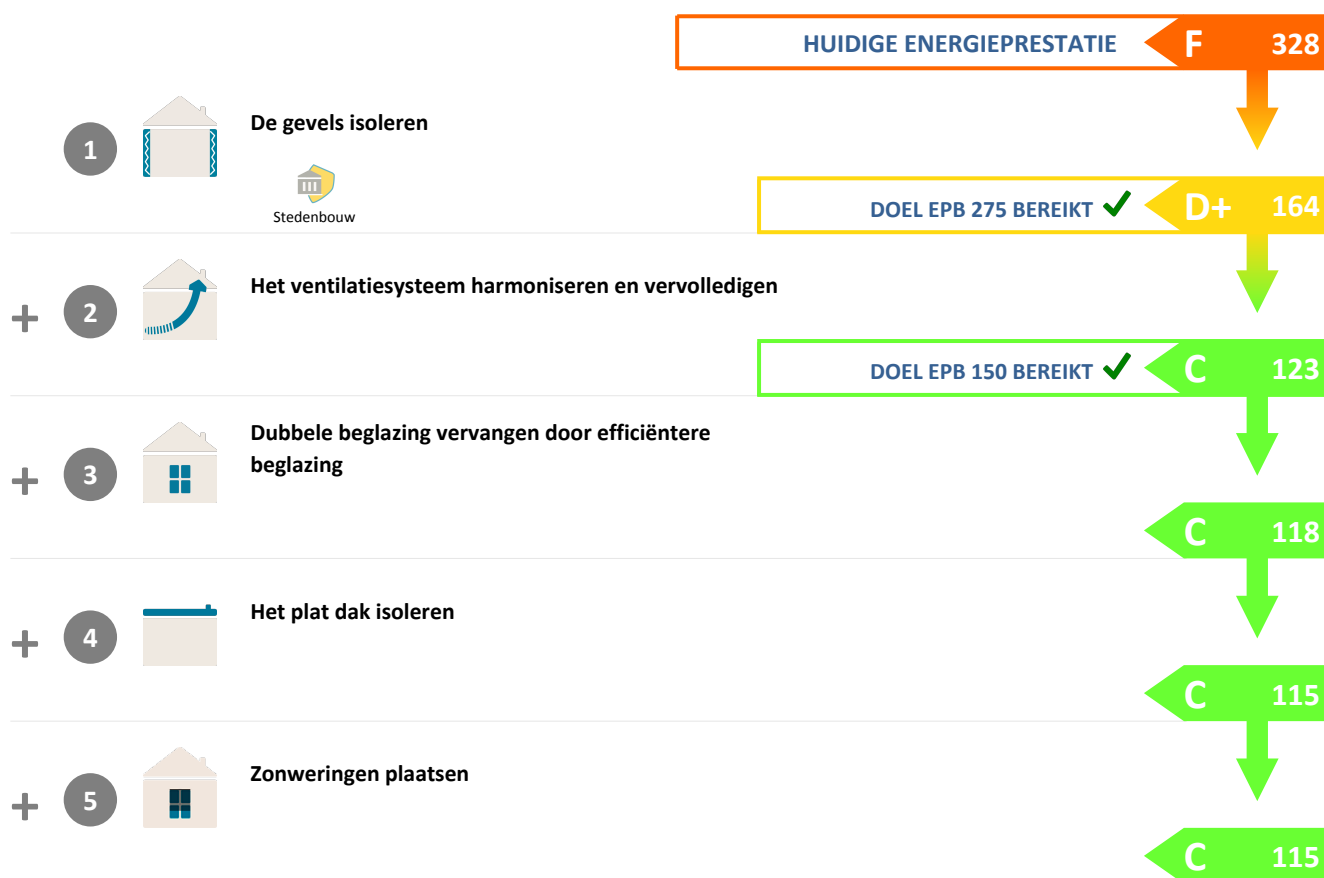 HUIDIGE ENERGIEPRESTATIE F 328
1 De gevels isoleren
Stedenbouw
DOEL EPB 275 BEREIKT ✔ D+ 164
+ 2 Het ventilatiesysteem harmoniseren en vervolledigen
DOEL EPB 150 BEREIKT ✔ C 123
+ 3 Dubbele beglazing vervangen door efficiëntere
beglazing
C 118
+ 4 Het plat dak isoleren
C 115
+ 5 Zonweringen plaatsen
C 115